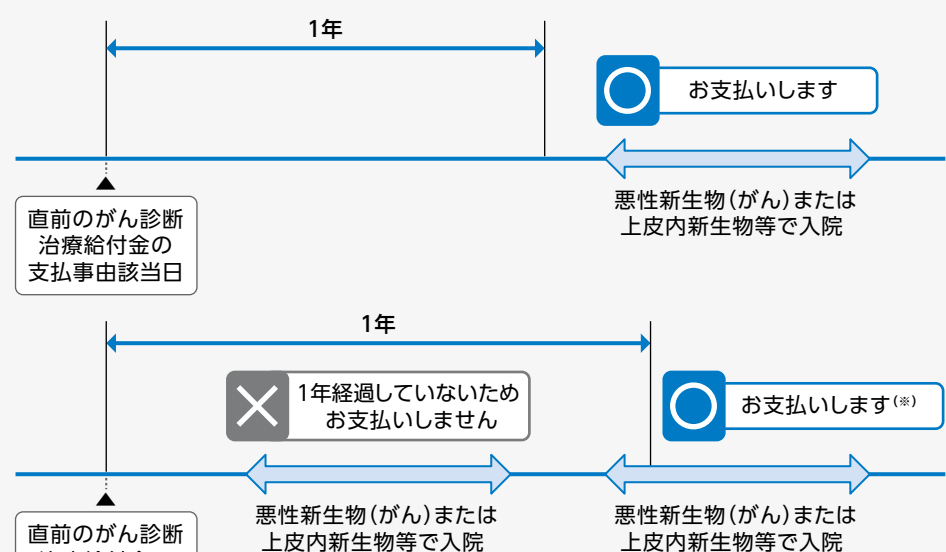 1年
お支払いします
直前のがん診断
治療給付金の
支払事由該当日
悪性新生物(がん)または
上皮内新生物等で入院
1年
1年経過していないため
お支払いしません
お支払いします(※)
直前のがん診断
悪性新生物(がん)または
上皮内新生物等で入院
悪性新生物(がん)または
上皮内新生物等で入院